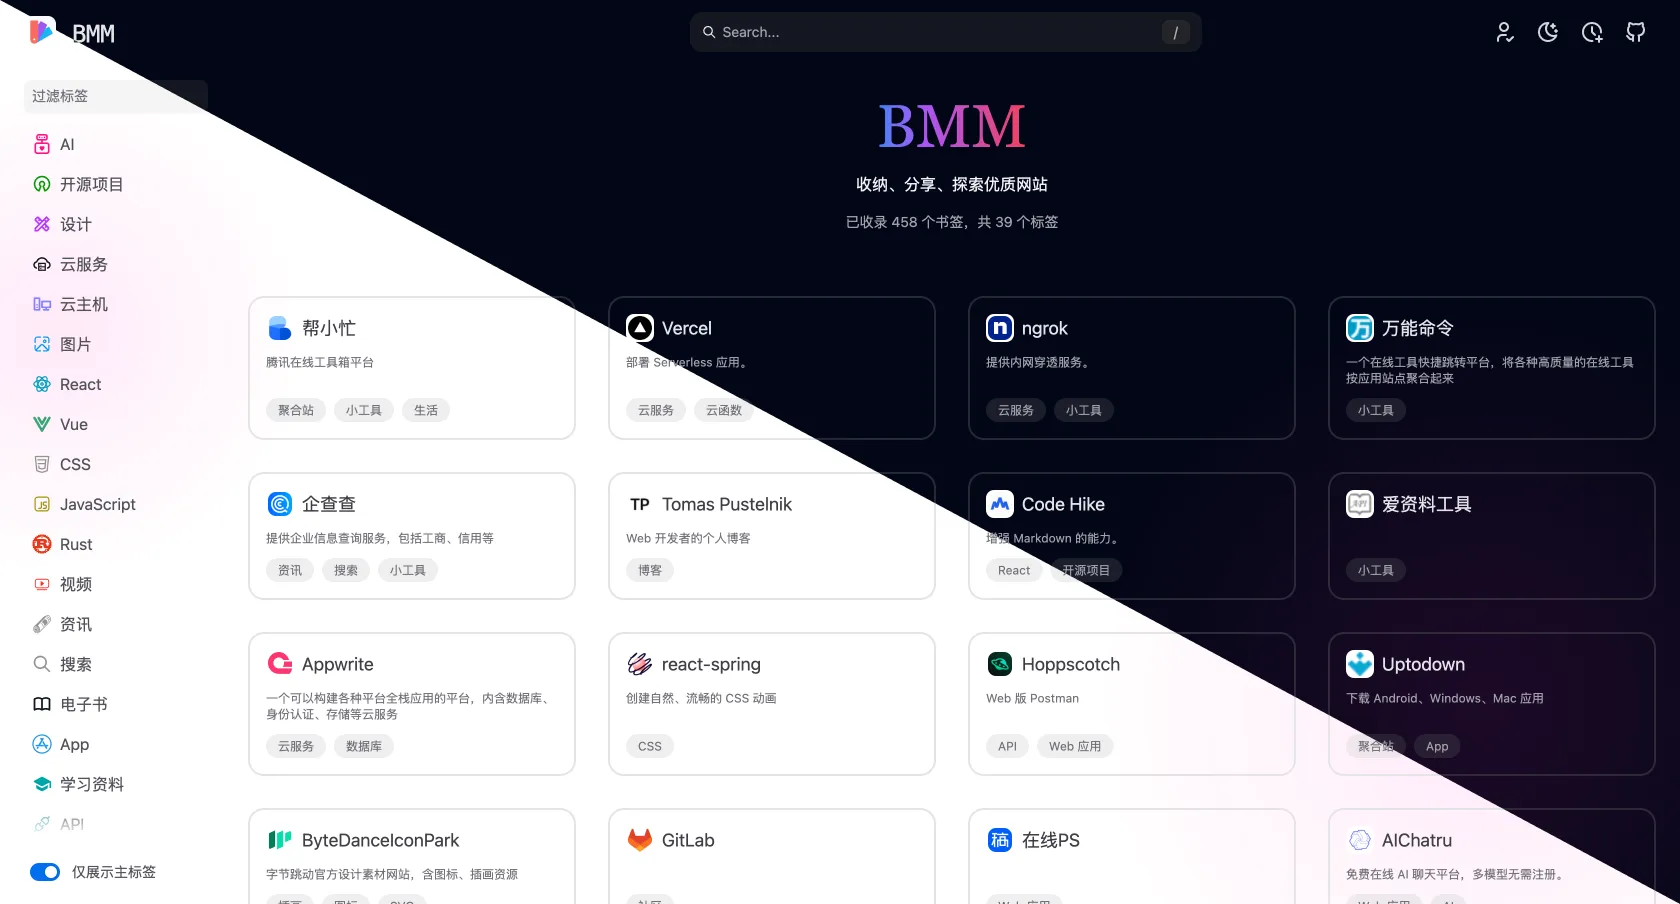 BMM
Search...
/
过滤标签
AI
开源项目
设计
云服务
云主机
图片
React
Vue
CSS
JavaScript
Rust
视频
资讯
搜索
电子书
App
学习资料
API
仅展示主标签
BMM
收纳、分享、探索优质网站
已收录 458 个书签，共 39 个标签
帮小忙
腾讯在线工具箱平台
聚合站 小工具 生活
Vercel
部署 Serverless 应用。
云服务 云函数
ngrok
提供内网穿透服务。
云服务 小工具
万能命令
一个在线工具快捷跳转平台，将各种高质量的在线工具
按应用站点聚合起来
小工具
企查查
提供企业信息查询服务，包括工商、信用等
资讯 搜索 小工具
TP Tomas Pustelnik
Web 开发者的个人博客
博客
Code Hike
增强 Markdown 的能力。
React 开源项目
爱资料工具
小工具
Appwrite
一个可以构建各种平台全栈应用的平台，内含数据库、
身份认证、存储等云服务
云服务 数据库
react-spring
创建自然、流畅的 CSS 动画
CSS
Hoppscotch
Web 版 Postman
API Web 应用
Uptodown
下载 Android、Windows、Mac 应用
聚合站 App
ByteDanceIconPark
字节跳动官方设计素材网站，含图标、插画资源
插画 图标 SVG
GitLab
社区
稿 在线PS
Web 应用
AIChatru
免费在线 AI 聊天平台，多模型无需注册。
Web 应用 AI